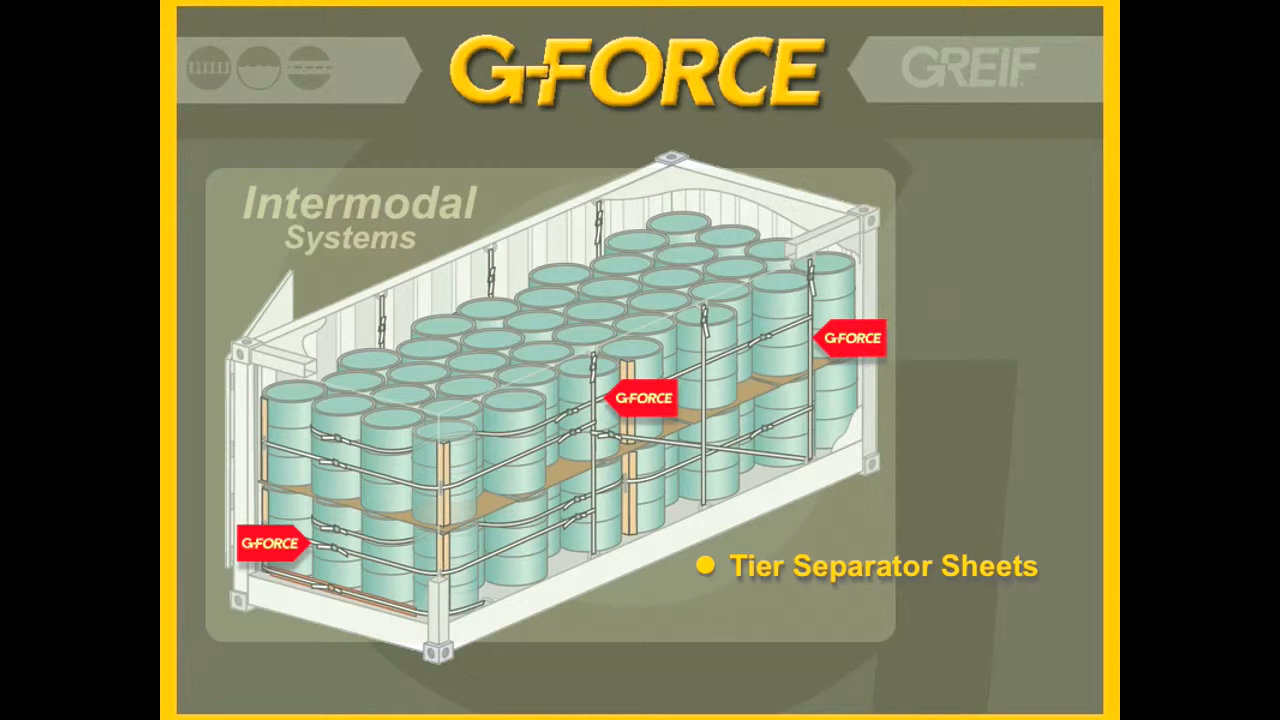 G-FORCE
GREIF
Intermodal
Systems
G-FORCE
G-FORCE
G-FORCE
Tier Separator Sheets